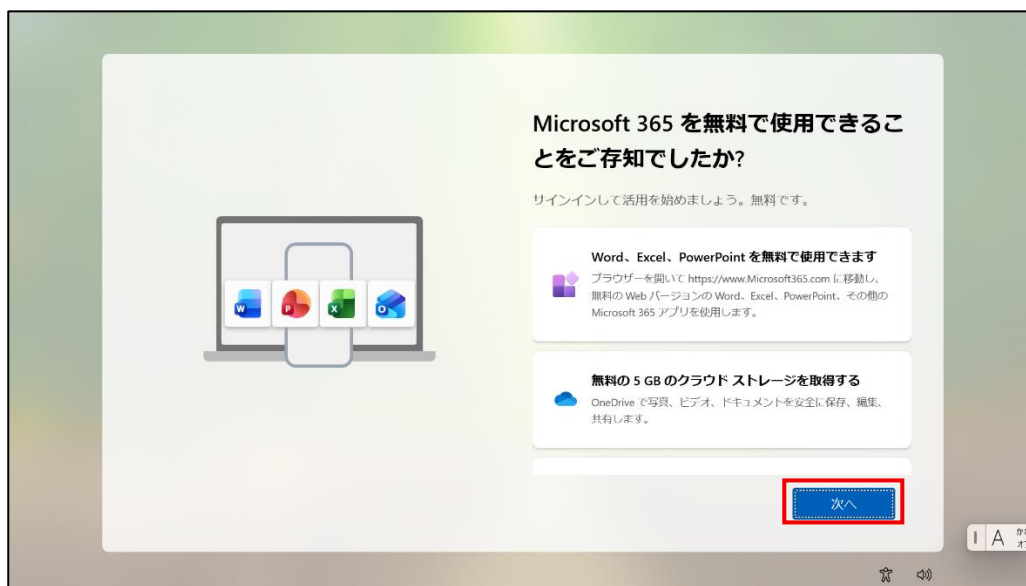 Microsoft 365 を無料で使用できるこ
とをご存知でしたか?
サインインして活用を始めましょう。無料です。
Word、Excel、PowerPoint を無料で使用できます
ブラウザーを開いて https://www.Microsoft365.com に移動し、
無料の Web バージョンの Word、Excel、PowerPoint、その他の
Microsoft 365 アプリを使用します。
W P X O
無料の 5 GB のクラウド ストレージを取得する
OneDrive で写真、ビデオ、ドキュメントを安全に保存、編集、
共有します。
次へ
A